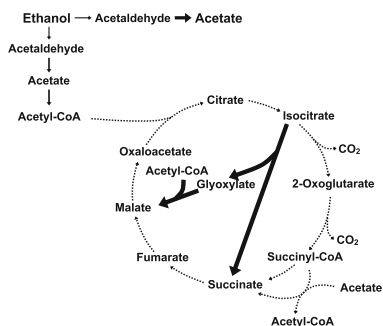 Ethanol Acetaldehyde Acetate
Acetaldehyde
Acetate
Acetyl-CoA
Citrate
Isocitrate
CO2
Oxaloacetate
Acetyl-CoA
Glyoxylate
2-Oxoglutarate
Malate
CO2
Fumarate
Succinyl-CoA
Succinate
Acetate
Acetyl-CoA